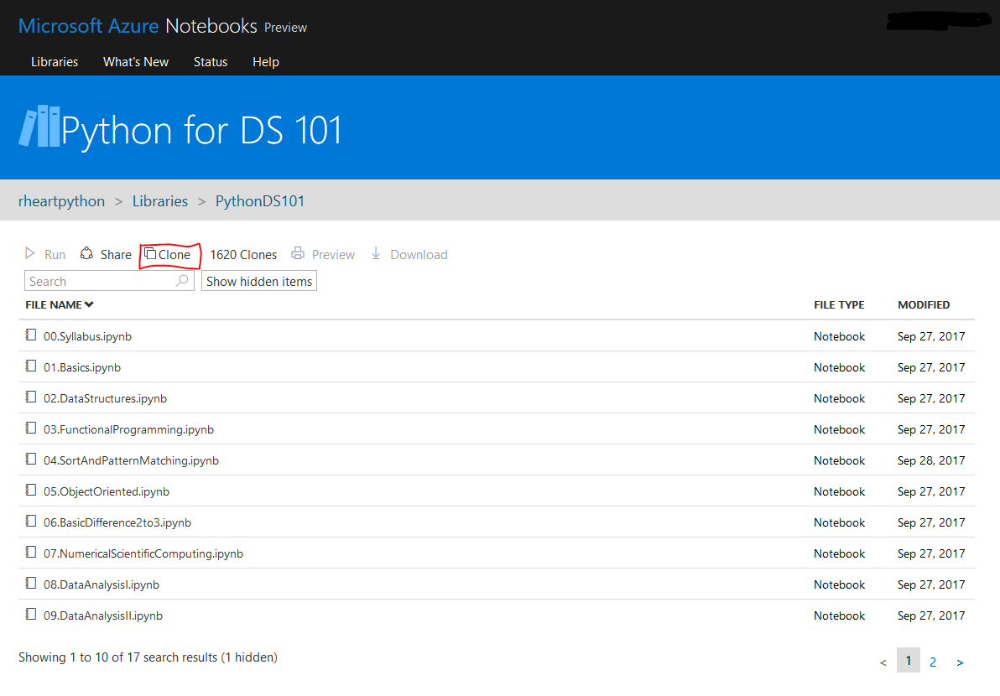 Microsoft Azure Notebooks Preview
Libraries What's New Status Help
Python for DS 101
rheartpython > Libraries > PythonDS101
Run Share Clone 1620 Clones Preview Download
Search Show hidden items
FILE NAME FILE TYPE MODIFIED
00.Syllabus.ipynb Notebook Sep 27, 2017
01.Basics.ipynb Notebook Sep 27, 2017
02.DataStructures.ipynb Notebook Sep 27, 2017
03.FunctionalProgramming.ipynb Notebook Sep 27, 2017
04.SortAndPatternMatching.ipynb Notebook Sep 28, 2017
05.ObjectOriented.ipynb Notebook Sep 27, 2017
06.BasicDifference2to3.ipynb Notebook Sep 27, 2017
07.NumericalScientificComputing.ipynb Notebook Sep 27, 2017
08.DataAnalysisI.ipynb Notebook Sep 27, 2017
09.DataAnalysisII.ipynb Notebook Sep 27, 2017
Showing 1 to 10 of 17 search results (1 hidden) < 1 2 >